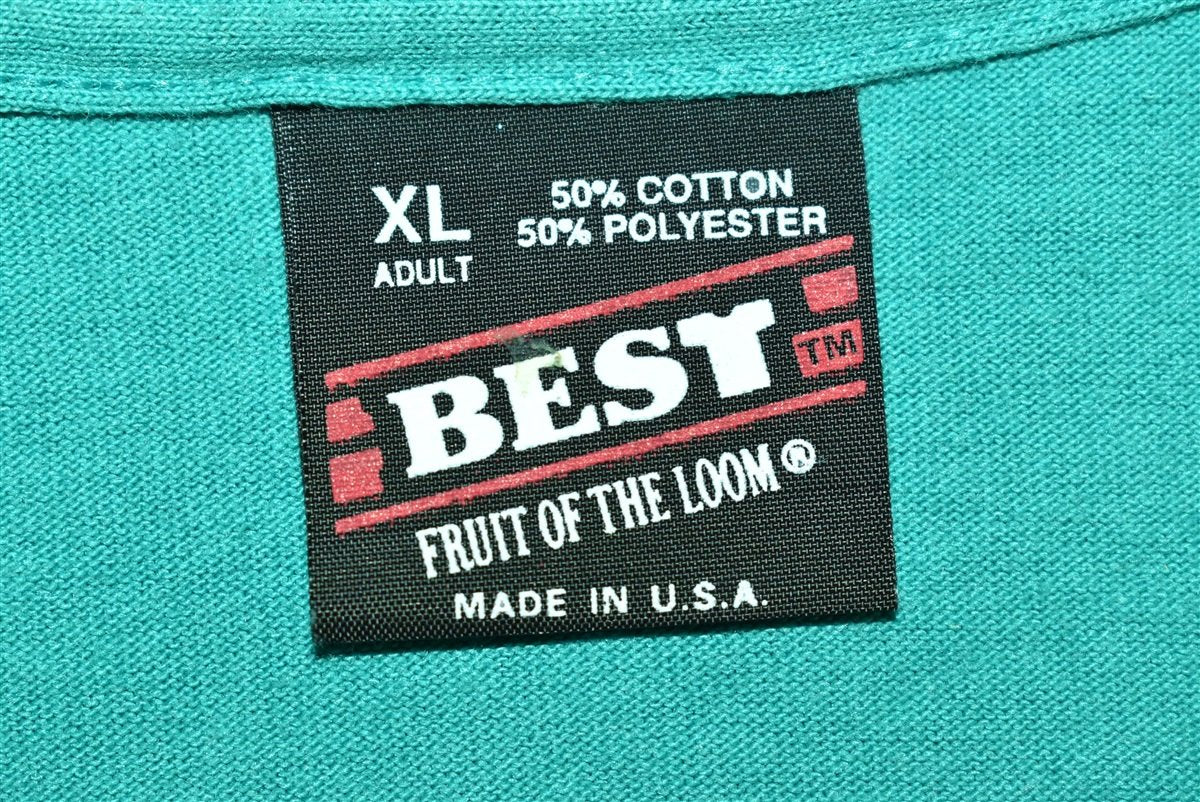 XL
ADULT
50% COTTON
50% POLYESTER
BEST
TM
FRUIT OF THE LOOM®
MADE IN U.S.A.